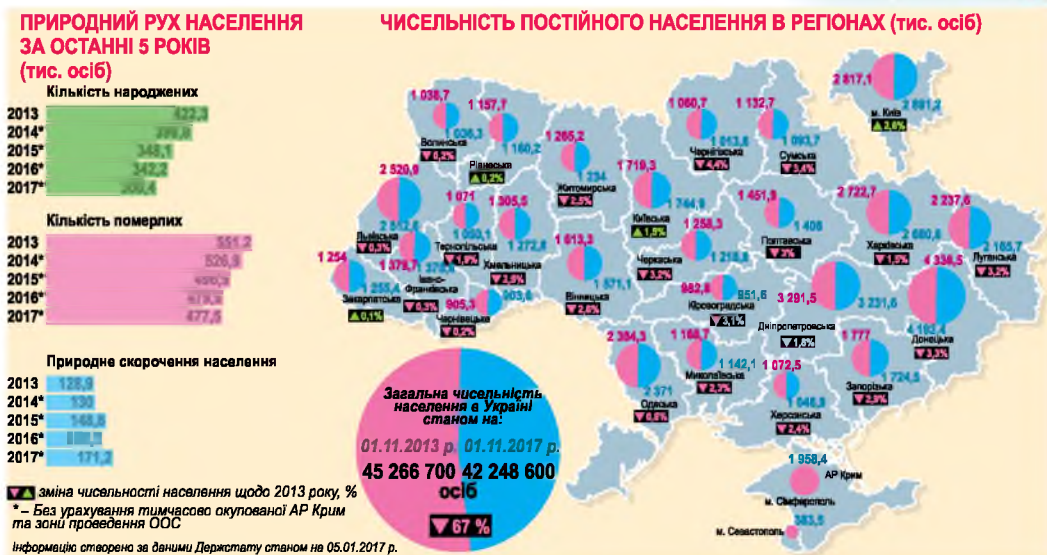 ПРИРОДНИЙ РУХ НАСЕЛЕННЯ
ЗА ОСТАННІ 5 РОКІВ
(тис. осіб)
Кількість народжених
2013 422,3
2014*
2015* 348,1
2016* 342,2
2017*
Кількість померлих
2013 551,2
2014* 526,9
2015*
2016*
2017* 477,5
Природне скорочення населення
2013 128,9
2014* 130
2015*
2016*
2017* 171,2
зміна чисельності населення щодо 2013 року, %
* – Без урахування тимчасово окупованої АР Крим
та зони проведення ООС
Інформацію створено за даними Держстату станом на 05.01.2017 р.
ЧИСЕЛЬНІСТЬ ПОСТІЙНОГО НАСЕЛЕННЯ В РЕГІОНАХ (тис. осіб)
1 038,7
1 036,3
Волинська
▼0,2%
1 157,7
1 160,2
Рівненська
▲0,2%
1 265,2
1 234
Житомирська
▼2,5%
1 719,3
1 744,9
Київська
▲1,5%
1 060,7
1 013,8
Чернігівська
▼4,4%
1 132,7
1 093,7
Сумська
▼3,4%
2 817,1
2 891,2
м. Київ
▲2,6%
2 520,9
Львівська
▼0,3%
1 071
Тернопільська
▼1,9%
1 305,5
1 272,8
Хмельницька
▼2,5%
1 613,3
1 571,1
Вінницька
▼2,6%
1 258,3
1 218,8
Черкаська
▼3,2%
1 451,9
1 408
Полтавська
▼3%
2 722,7
2 680,8
Харківська
▼1,5%
2 237,6
2 165,7
Луганська
▼3,2%
1 254
1 255,4
Закарпатська
▲0,1%
1 379,7
Івано-
Франківська
▼0,3%
905,3
903,6
Чернівецька
▼0,2%
982,8
951,6
Кіровоградська
▼3,1%
3 291,5
3 231,6
Дніпропетровська
▼1,8%
4 338,5
4 192,4
Донецька
▼3,3%
2 384,3
2 371
Одеська
▼0,6%
1 168,7
1 142,1
Миколаївська
▼2,3%
1 072,5
1 046,9
Херсонська
▼2,4%
1 777
1 724,5
Запорізька
▼2,9%
1 958,4
АР Крим
м. Сімферополь
383,5
м. Севастополь
Загальна чисельність
населення в Україні
станом на:
01.11.2013 р. 01.11.2017 р.
45 266 700 42 248 600
осіб
▼67 %